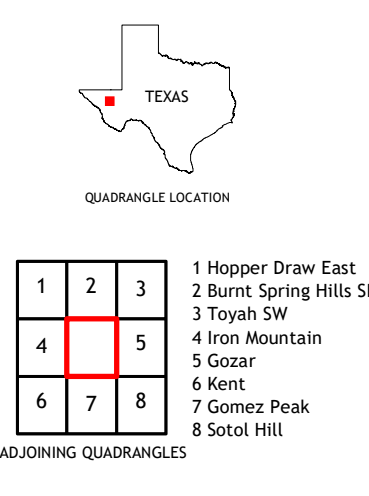 TEXAS
QUADRANGLE LOCATION
1 2 3
4 5
6 7 8
1 Hopper Draw East
2 Burnt Spring Hills
3 Toyah SW
4 Iron Mountain
5 Gozar
6 Kent
7 Gomez Peak
8 Sotol Hill
ADJOINING QUADRANGLES